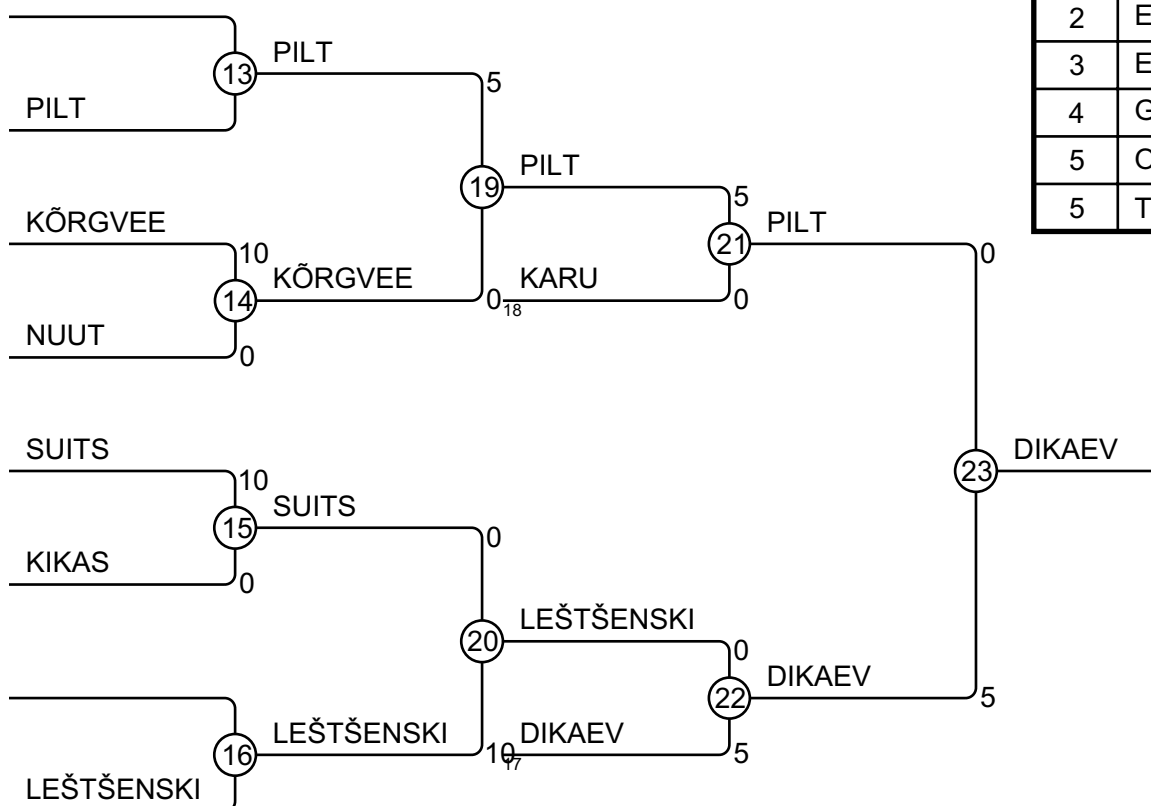 2 E
3 E
4 G
5
5 T
13 PILT 5
PILT
19 PILT 5
KÕRGVEE 10
21 PILT 0
14 KÕRGVEE 0
18 KARU 0
NUUT 0
SUITS 10
23 DIKAEV
15 SUITS 0
KIKAS 0
20 LEŠTŠENSKI 0
22 DIKAEV 5
16 LEŠTŠENSKI 10
17 DIKAEV 5
LEŠTŠENSKI